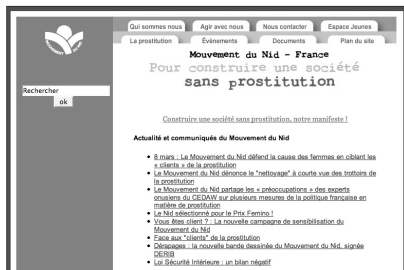 Qui sommes nous Agir avec nous Nous contacter Espace Jeunes
La prostitution Évènements Documents Plan du site
Mouvement du Nid - France
Pour construire une société
sans prostitution
Rechercher
ok
Construire une société sans prostitution, notre manifeste !
Actualité et communiqués du Mouvement du Nid
8 mars : Le Mouvement du Nid défend la cause des femmes en ciblant les
« clients » de la prostitution
Le Mouvement du Nid dénonce le "nettoyage" à courte vue des trottoirs de
la prostitution
Le Mouvement du Nid partage les « préoccupations » des experts
onusiens du CEDAW sur plusieurs mesures de la politique française en
matière de prostitution
Le Nid sélectionné pour le Prix Femino !
Vous êtes client ? : La nouvelle campagne de sensibilisation du
Mouvement du Nid
Face aux "clients" de la prostitution
Dérapages : la nouvelle bande dessinée du Mouvement du Nid, signée
DERIB
Loi Sécurité Intérieure : un bilan négatif